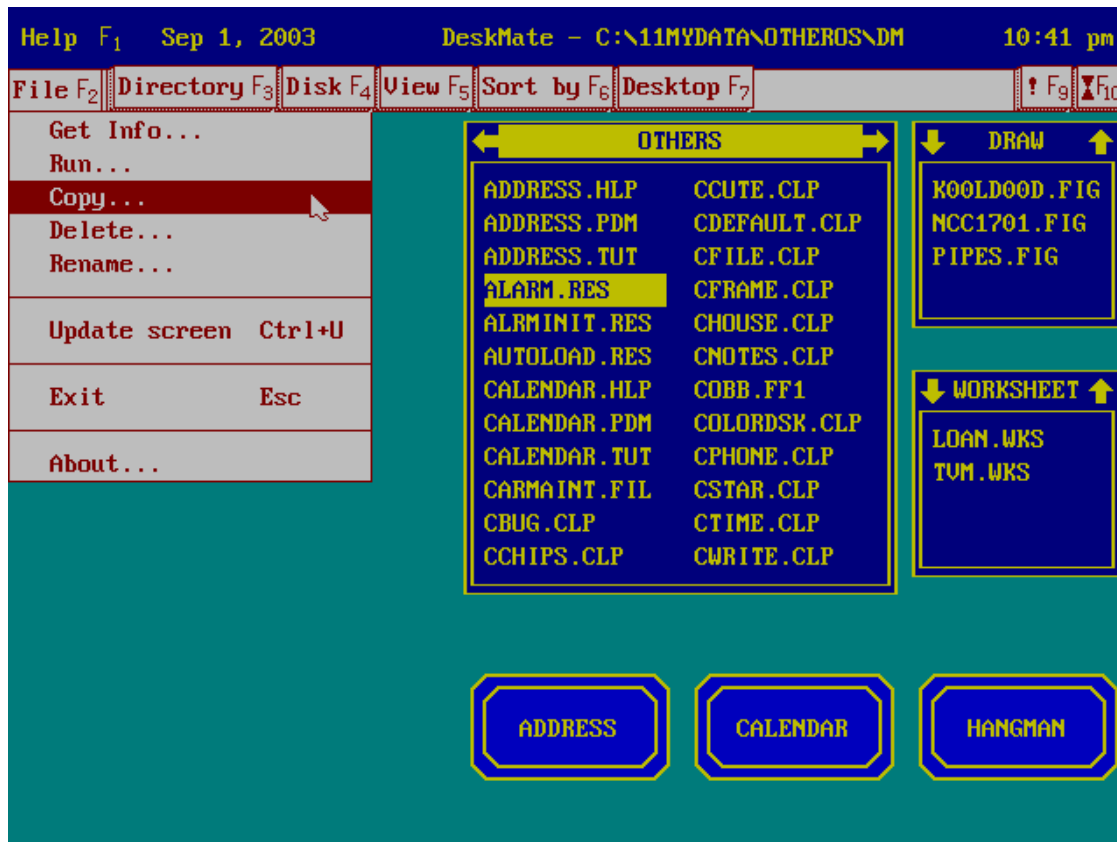 Help F1 Sep 1, 2003 DeskMate - C:\11MYDATA\OTHEROS\DM 10:41 pm
File F2 Directory F3 Disk F4 View F5 Sort by F6 Desktop F7 ! F9 F10
Get Info...
Run...
Copy...
Delete...
Rename...
Update screen Ctrl+U
Exit Esc
About...
OTHERS
ADDRESS.HLP CCUTE.CLP
ADDRESS.PDM CDEFAULT.CLP
ADDRESS.TUT CFILE.CLP
ALARM.RES CFRAME.CLP
ALRMINIT.RES CHOUSE.CLP
AUTOLOAD.RES CNOTES.CLP
CALENDAR.HLP COBB.FF1
CALENDAR.PDM COLORDSK.CLP
CALENDAR.TUT CPHONE.CLP
CARMAINT.FIL CSTAR.CLP
CBUG.CLP CTIME.CLP
CCHIPS.CLP CWRITE.CLP
DRAW
K00LD00D.FIG
NCC1701.FIG
PIPES.FIG
WORKSHEET
LOAN.WKS
TVM.WKS
ADDRESS
CALENDAR
HANGMAN